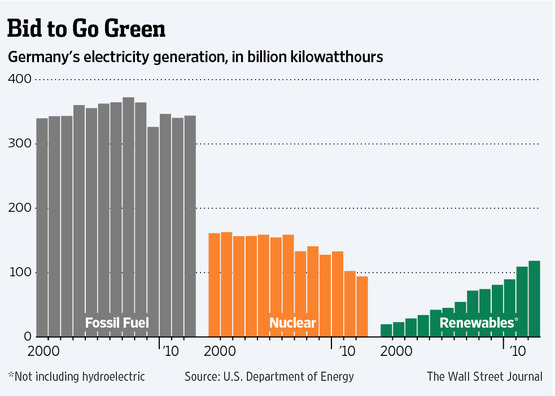 Bid to Go Green
Germany's electricity generation, in billion kilowatthours
400
300
200
100
0
Fossil Fuel Nuclear Renewables*
2000 '10 2000 '10 2000 '10
*Not including hydroelectric Source: U.S. Department of Energy The Wall Street Journal